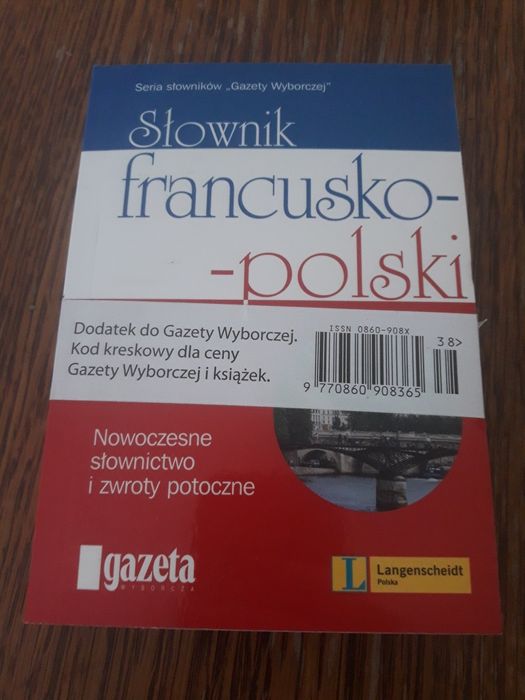 Seria słowników „Gazety Wyborczej”
Słownik
francusko-
-polski
Dodatek do Gazety Wyborczej.
Kod kreskowy dla ceny
Gazety Wyborczej i książek.
ISSN 0860-908X
38>
9 770860 908365
Nowoczesne
słownictwo
i zwroty potoczne
gazeta
WYBORCZA
L Langenscheidt
Polska